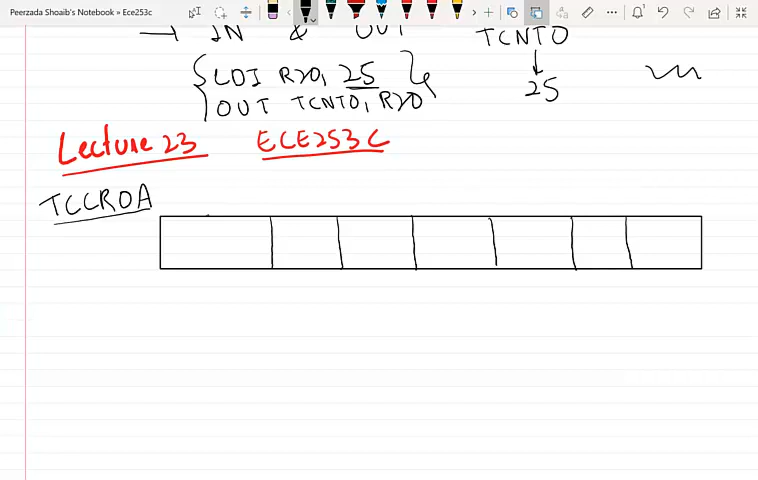 Peerzada Shoaib's Notebook » Ece253c
→ IN & OUT
TCNT0
LDI R20, 25
25
OUT TCNT0, R20
Lecture 23 ECE253C
TCCR0A